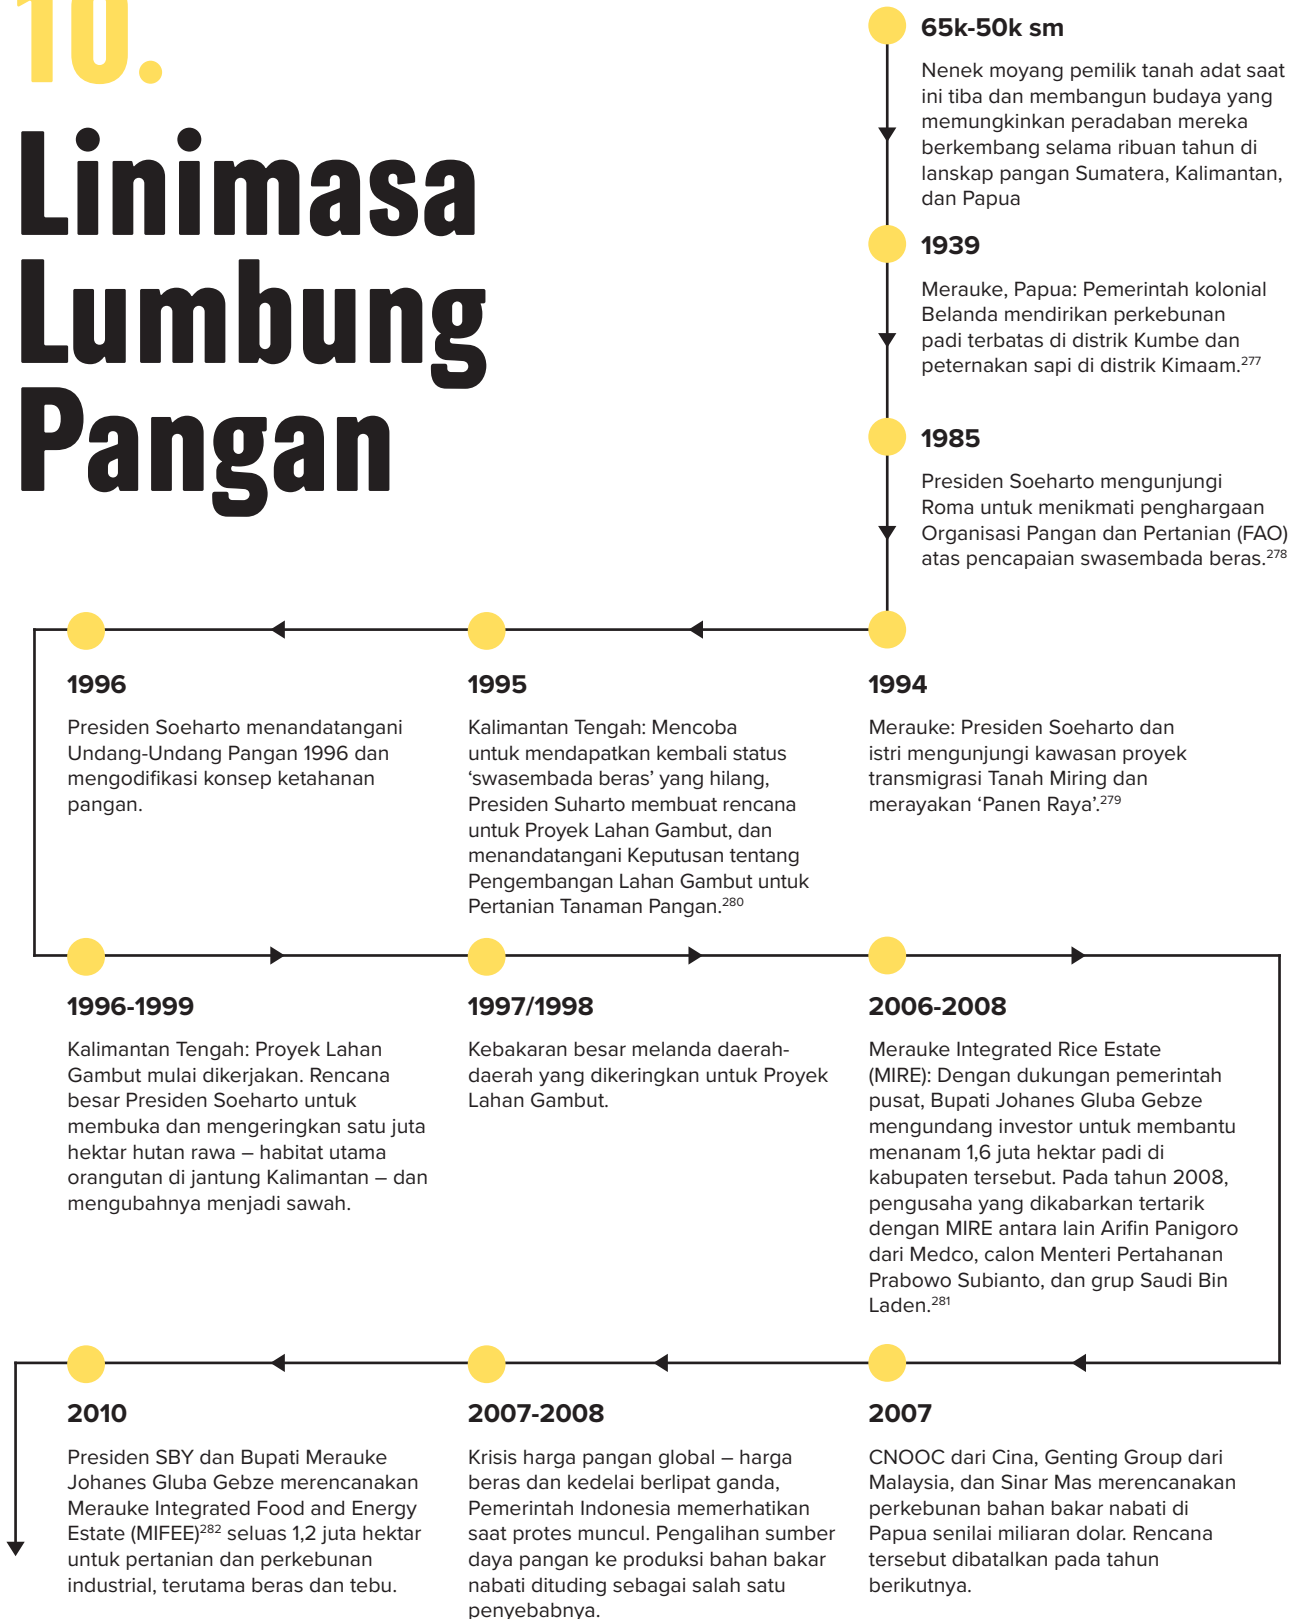 10.
Linimasa
Lumbung
Pangan
65k-50k sm
Nenek moyang pemilik tanah adat saat
ini tiba dan membangun budaya yang
memungkinkan peradaban mereka
berkembang selama ribuan tahun di
lanskap pangan Sumatera, Kalimantan,
dan Papua
1939
Merauke, Papua: Pemerintah kolonial
Belanda mendirikan perkebunan
padi terbatas di distrik Kumbe dan
peternakan sapi di distrik Kimaam.277
1985
Presiden Soeharto mengunjungi
Roma untuk menikmati penghargaan
Organisasi Pangan dan Pertanian (FAO)
atas pencapaian swasembada beras.278
1994
Merauke: Presiden Soeharto dan
istri mengunjungi kawasan proyek
transmigrasi Tanah Miring dan
merayakan ‘Panen Raya’.279
1995
Kalimantan Tengah: Mencoba
untuk mendapatkan kembali status
‘swasembada beras’ yang hilang,
Presiden Suharto membuat rencana
untuk Proyek Lahan Gambut, dan
menandatangani Keputusan tentang
Pengembangan Lahan Gambut untuk
Pertanian Tanaman Pangan.280
1996
Presiden Soeharto menandatangani
Undang-Undang Pangan 1996 dan
mengodifikasi konsep ketahanan
pangan.
1996-1999
Kalimantan Tengah: Proyek Lahan
Gambut mulai dikerjakan. Rencana
besar Presiden Soeharto untuk
membuka dan mengeringkan satu juta
hektar hutan rawa – habitat utama
orangutan di jantung Kalimantan – dan
mengubahnya menjadi sawah.
1997/1998
Kebakaran besar melanda daerah-
daerah yang dikeringkan untuk Proyek
Lahan Gambut.
2006-2008
Merauke Integrated Rice Estate
(MIRE): Dengan dukungan pemerintah
pusat, Bupati Johanes Gluba Gebze
mengundang investor untuk membantu
menanam 1,6 juta hektar padi di
kabupaten tersebut. Pada tahun 2008,
pengusaha yang dikabarkan tertarik
dengan MIRE antara lain Arifin Panigoro
dari Medco, calon Menteri Pertahanan
Prabowo Subianto, dan grup Saudi Bin
Laden.281
2007
CNOOC dari Cina, Genting Group dari
Malaysia, dan Sinar Mas merencanakan
perkebunan bahan bakar nabati di
Papua senilai miliaran dolar. Rencana
tersebut dibatalkan pada tahun
berikutnya.
2007-2008
Krisis harga pangan global – harga
beras dan kedelai berlipat ganda,
Pemerintah Indonesia memerhatikan
saat protes muncul. Pengalihan sumber
daya pangan ke produksi bahan bakar
nabati dituding sebagai salah satu
penyebabnya.
2010
Presiden SBY dan Bupati Merauke
Johanes Gluba Gebze merencanakan
Merauke Integrated Food and Energy
Estate (MIFEE)282 seluas 1,2 juta hektar
untuk pertanian dan perkebunan
industrial, terutama beras dan tebu.